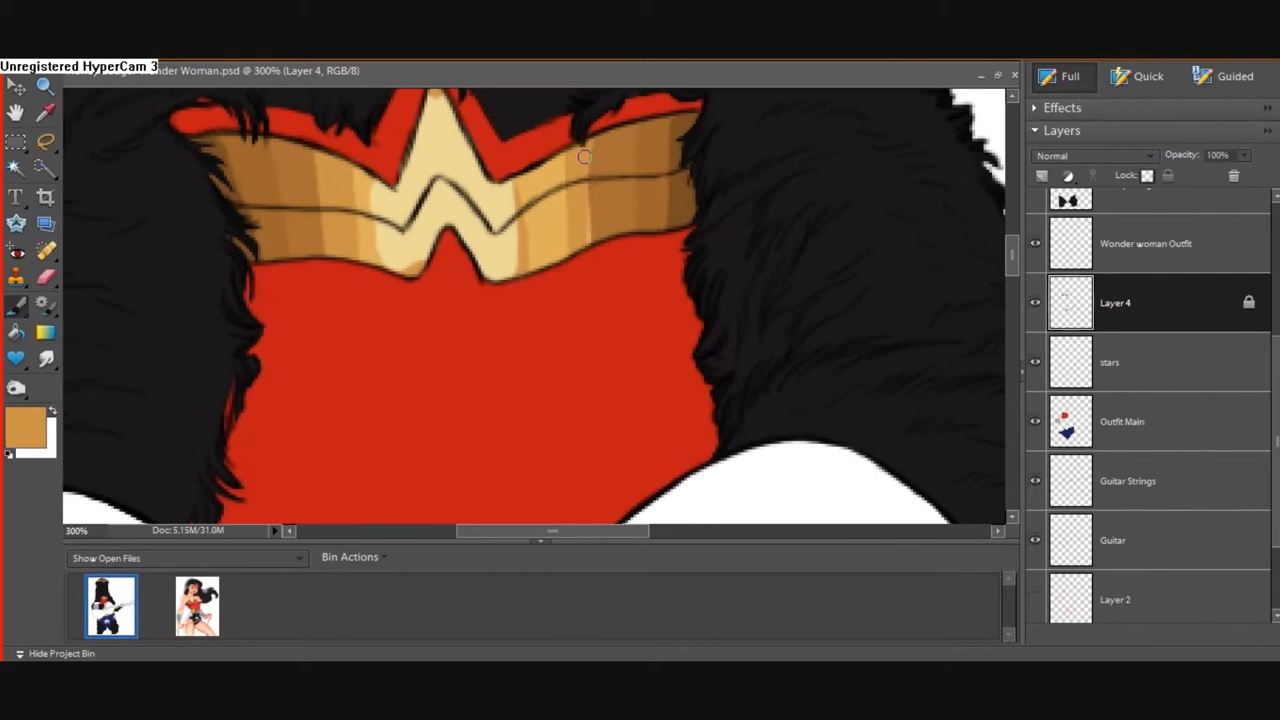 Unregistered HyperCam 3
Wonder Woman.psd @ 300% (Layer 4, RGB/8)
Full
Quick
Guided
Effects
Layers
Normal
Opacity: 100%
Lock:
Wonder woman Outfit
Layer 4
stars
Outfit Main
Guitar Strings
Guitar
Layer 2
300%
Doc: 5.15M/31.0M
Show Open Files
Bin Actions
Hide Project Bin